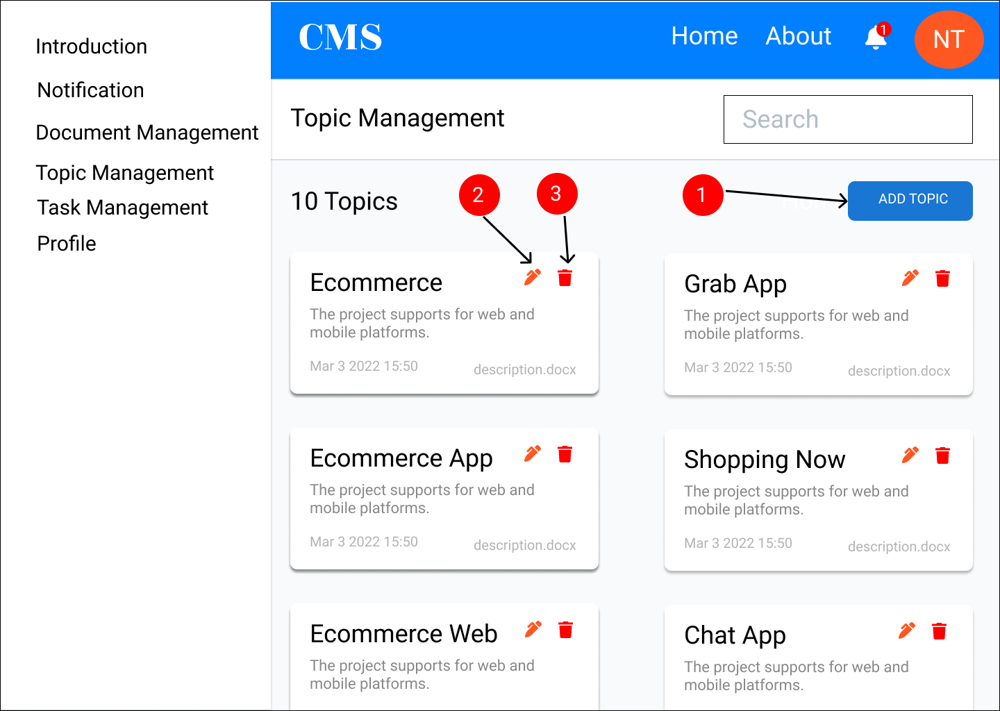 Introduction
Notification
Document Management
Topic Management
Task Management
Profile
CMS
Home
About
1
NT
Topic Management
Search
10 Topics
2
3
1
Hom
ADD TOPIC
Ecommerce
The project supports for web and
mobile platforms.
Mar 3 2022 15:50
description.docx
Grab App
The project supports for web and
mobile platforms.
Mar 3 2022 15:50
description.docx
Ecommerce App
The project supports for web and
mobile platforms.
Mar 3 2022 15:50
description.docx
Shopping Now
The project supports for web and
mobile platforms.
Mar 3 2022 15:50
description.docx
Ecommerce Web
The project supports for web and
mobile platforms.
Chat App
The project supports for web and
mobile platforms.